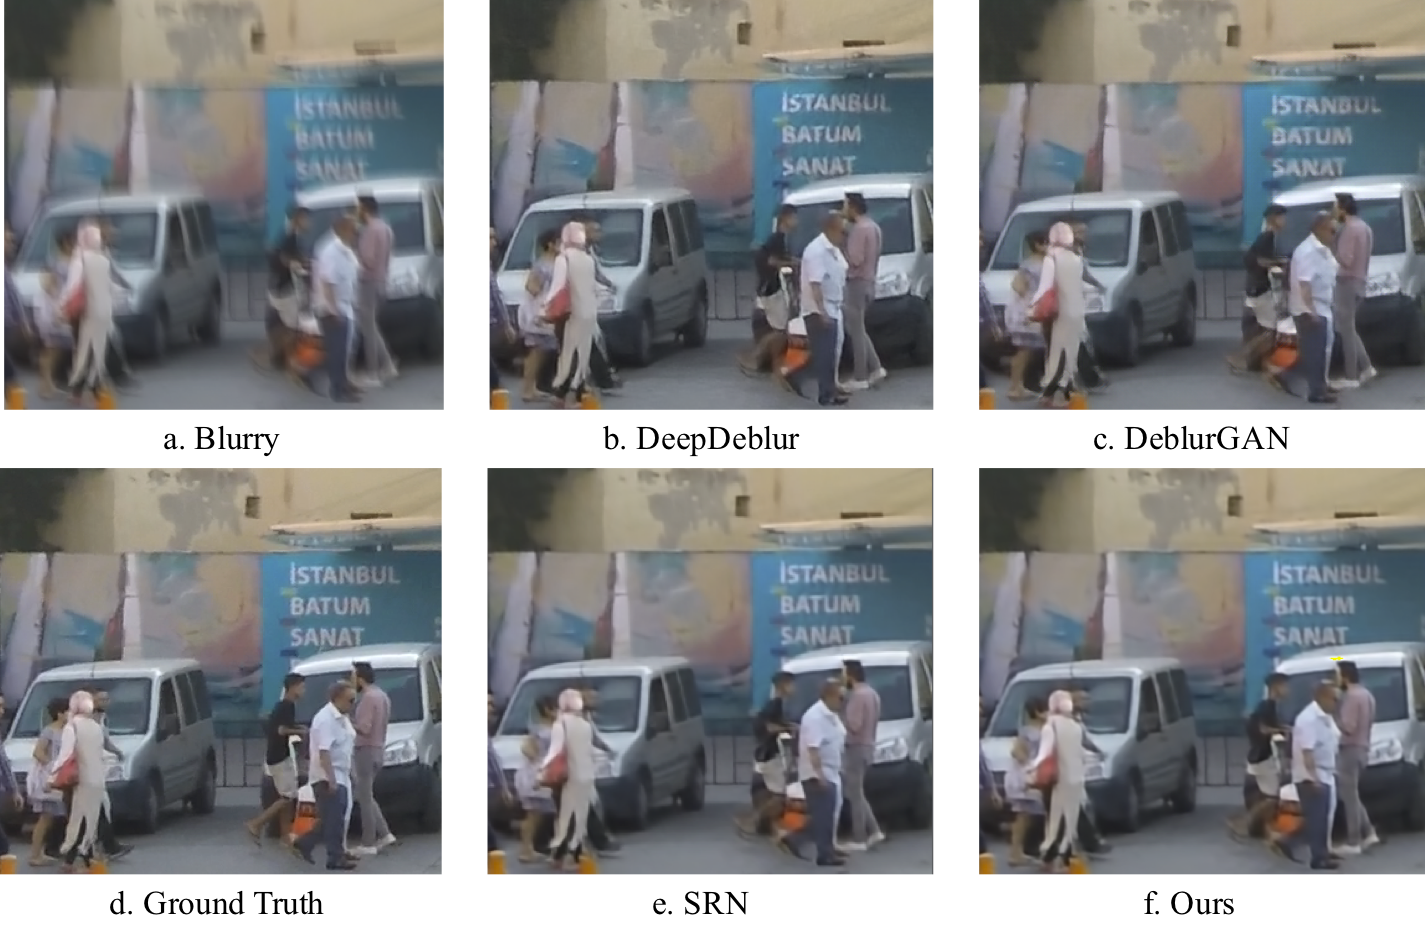 İSTANBUL
BATUM
SANAT
İSTANBUL
BATUM
SANAT
İSTANBUL
BATUM
SANAT
a. Blurry
b. DeepDeblur
c. DeblurGAN
İSTANBUL
BATUM
SANAT
İSTANBUL
BATUM
SANAT
İSTANBUL
BATUM
SANAT
d. Ground Truth
e. SRN
f. Ours